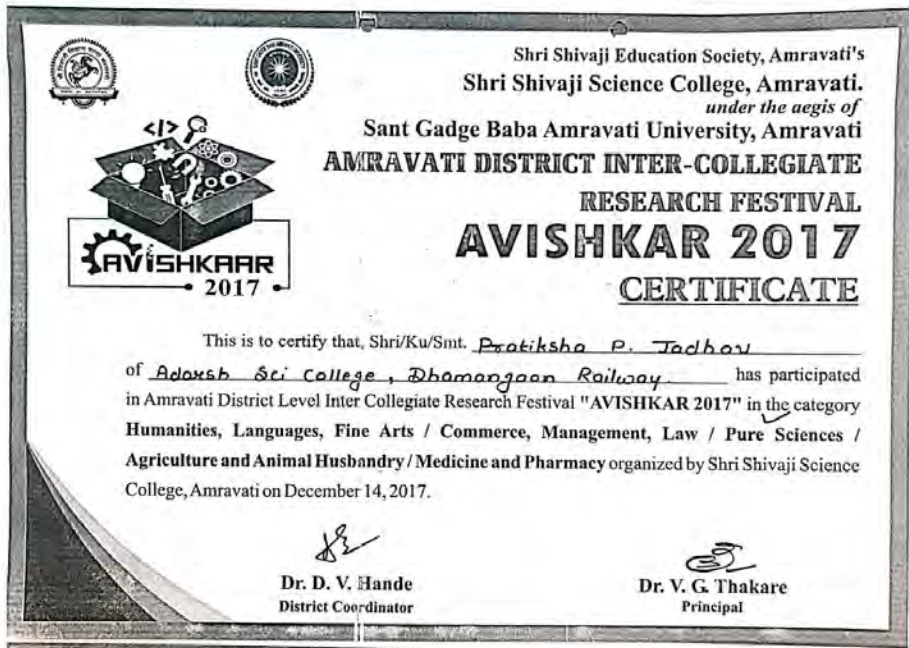 Shri Shivaji Education Society, Amravati's
Shri Shivaji Science College, Amravati.
under the aegis of
Sant Gadge Baba Amravati University, Amravati
AMRAVATI DISTRICT INTER-COLLEGIATE
RESEARCH FESTIVAL
AVISHKAR 2017
CERTIFICATE
</>
AVISHKAAR
2017
This is to certify that, Shri/Ku/Smt. Pratiksha P. Jadhav
of Adarsh Sci College, Dhamangaon Railway. has participated
in Amravati District Level Inter Collegiate Research Festival "AVISHKAR 2017" in the category
Humanities, Languages, Fine Arts / Commerce, Management, Law / Pure Sciences /
Agriculture and Animal Husbandry / Medicine and Pharmacy organized by Shri Shivaji Science
College, Amravati on December 14, 2017.
Dr. D. V. Hande
District Coordinator
Dr. V. G. Thakare
Principal